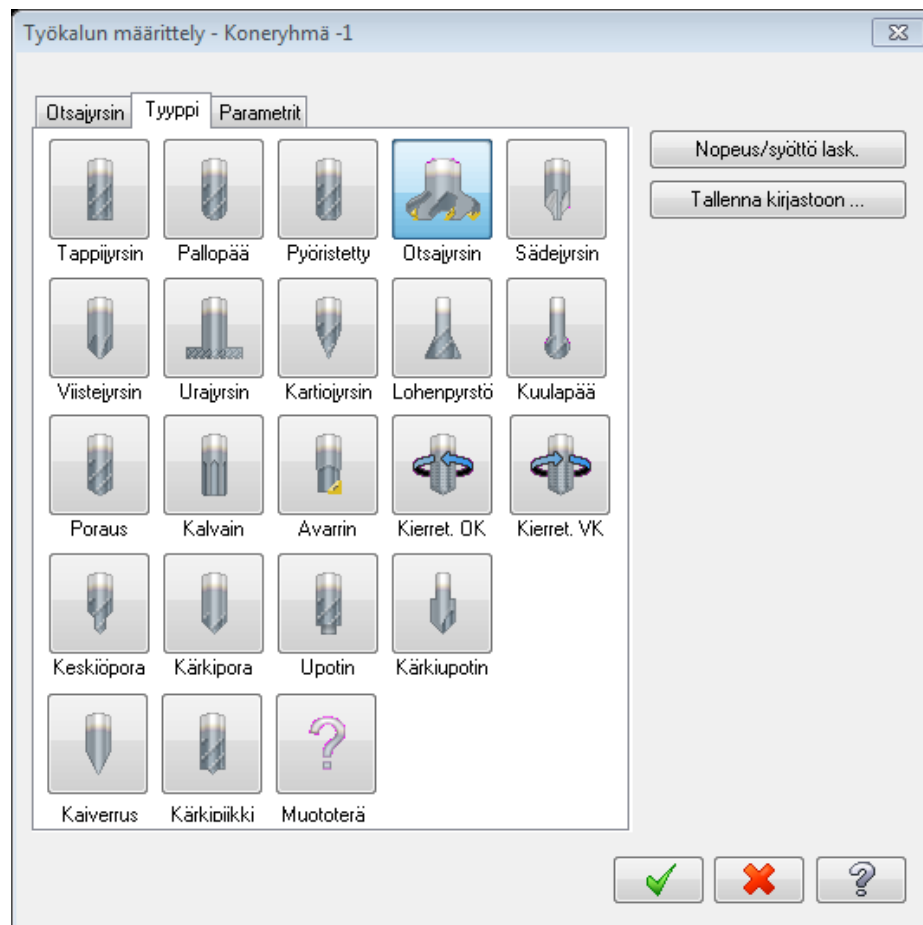 Työkalun määrittely - Koneryhmä -1
Otsajyrsin Tyyppi Parametrit
Nopeus/syöttö lask.
Tallenna kirjastoon ...
Tappijyrsin Pallopää Pyöristetty Otsajyrsin Sädejyrsin
Viistejyrsin Urajyrsin Kartiojyrsin Lohenpyrstö Kuulapää
Poraus Kalvain Avarrin Kierret. OK Kierret. VK
Keskiöpora Kärkipora Upotin Kärkiupotin
Kaiverrus Kärkipiikki Muototerä